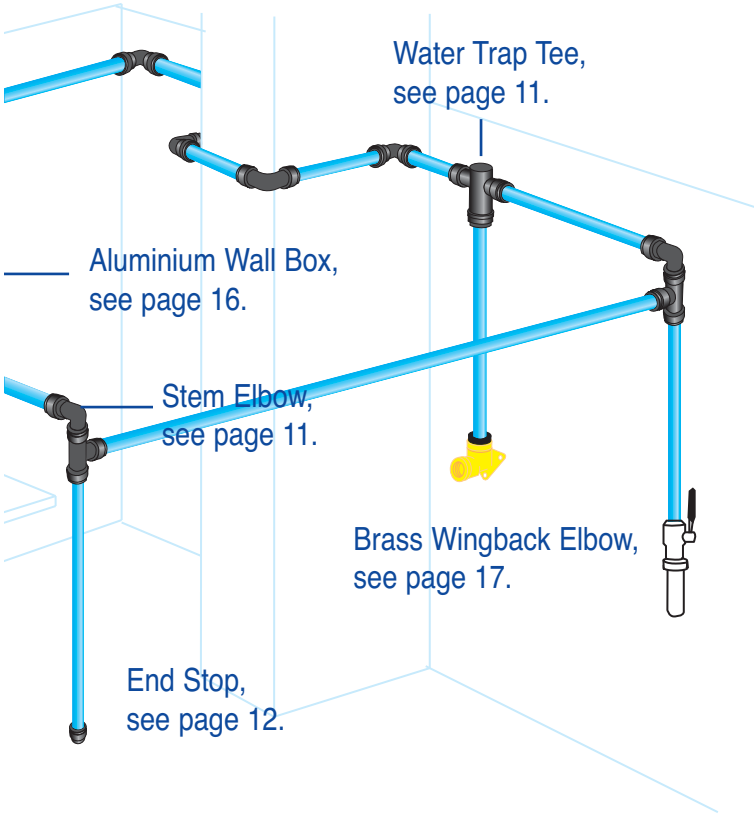 Water Trap Tee,
see page 11.
Aluminium Wall Box,
see page 16.
Stem Elbow,
see page 11.
Brass Wingback Elbow,
see page 17.
End Stop,
see page 12.